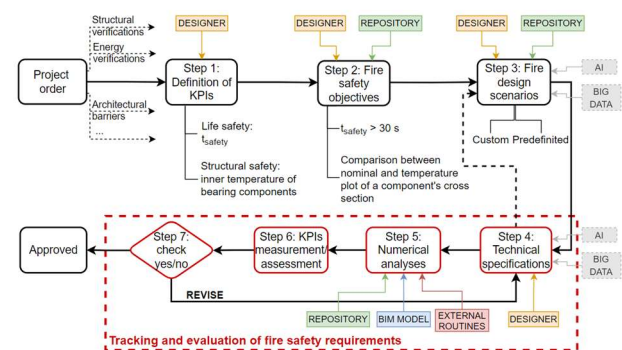 Structural
verifications
Energy
verifications
Architectural
barriers
...
Project
order
DESIGNER
Step 1:
Definition of
KPIs
Life safety:
tsafety
Structural safety:
inner temperature of
bearing components
DESIGNER
REPOSITORY
Step 2: Fire
safety
objectives
tsafety > 30 s
Comparison between
nominal and temperature
plot of a component's cross
section
DESIGNER
REPOSITORY
Step 3: Fire
design
scenarios
AI
BIG
DATA
Custom Predefinited
Approved
Step 7:
check
yes/no
Step 6: KPIs
measurement/
assessment
Step 5:
Numerical
analyses
Step 4:
Technical
specifications
AI
BIG
DATA
REVISE
REPOSITORY
BIM MODEL
EXTERNAL
ROUTINES
DESIGNER
Tracking and evaluation of fire safety requirements